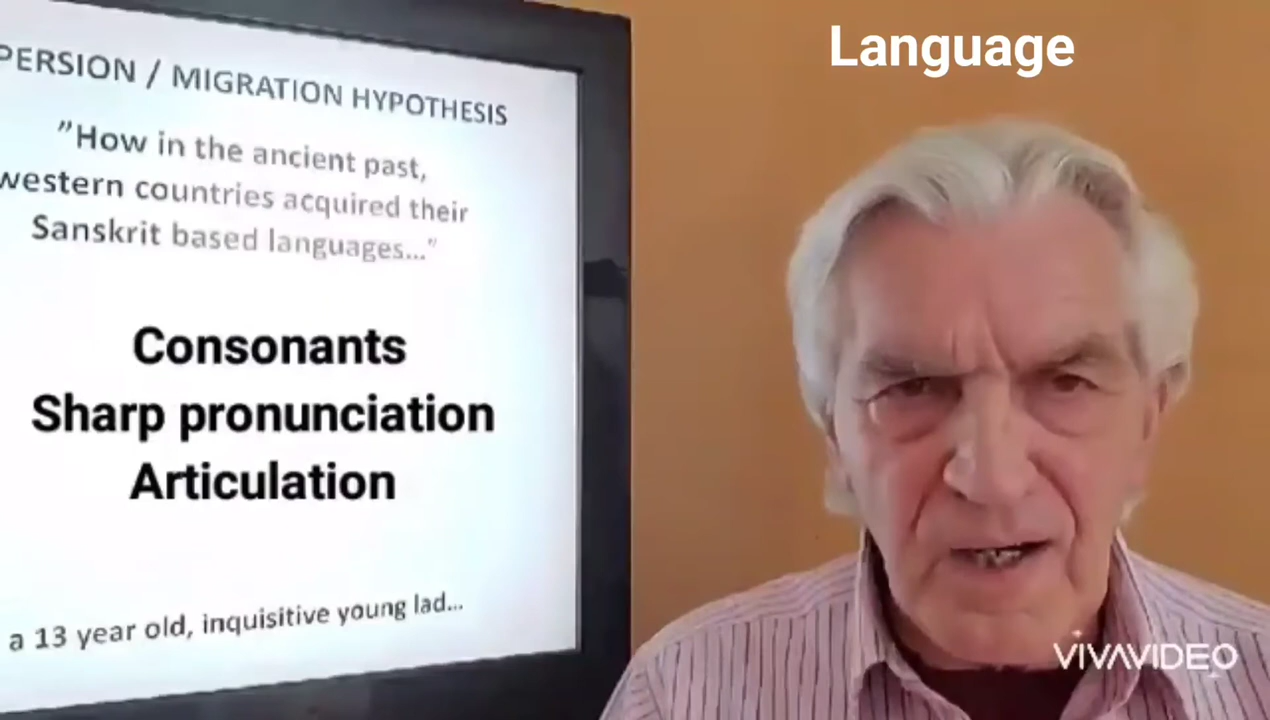 Language
PERSION / MIGRATION HYPOTHESIS
"How in the ancient past,
western countries acquired their
Sanskrit based languages..."
Consonants
Sharp pronunciation
Articulation
a 13 year old, inquisitive young lad...
VIVAVIDEO